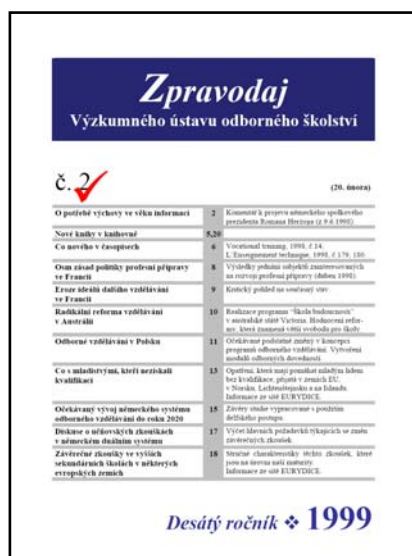 Zpravodaj
Výzkumného ústavu odborného školství
č. 2
(20. února)
O potřebě výchovy ve věku informací
2
Komentář k projevu německého spolkového
prezidenta Romana Herzoga (z 9.6.1998).
Nové knihy v knihovně
5,20
Co nového v časopisech
6
Vocational training, 1998, č.14.
L´Enseignement technique, 1998, č.179, 180.
Osm zásad politiky profesní přípravy
ve Francii
8
Výsledky jednání subjektů zainteresovaných
na rozvoji profesní přípravy (duben 1998).
Eroze ideálů dalšího vzdělávání
ve Francii
9
Kritický pohled na současný stav.
Radikální reforma vzdělávání
v Austrálii
10
Realizace programu "Škola budoucnosti"
v australské státě Victoria. Hodnocení refor-
my, která znamená větší svobodu pro školy.
Odborné vzdělávání v Polsku
11
Očekávané podstatné změny v koncepci
programů odborného vzdělávání. Vytvoření
modulů odborných dovedností.
Co s mladistvými, kteří nezískali
kvalifikaci
13
Opatření, která mají pomáhat mladým lidem
bez kvalifikace, přijatá v zemích EU,
v Norsku, Lichtenštejnsku a na Islandu.
Informace ze sítě EURYDICE.
Očekávaný vývoj německého systému
odborného vzdělávání do roku 2020
15
Závěry studie vypracované s použitím
delfského postupu.
Diskuse o učňovských zkouškách
v německém duálním systému
17
Výčet hlavních požadavků týkajících se změn
závěrečných zkoušek.
Závěrečné zkoušky ve vyšších
sekundárních školách v některých
evropských zemích
18
Stručné charakteristiky těchto zkoušek, které
jsou na úrovni naší maturity.
Informace ze sítě EURYDICE.
Desátý ročník ❖ 1999